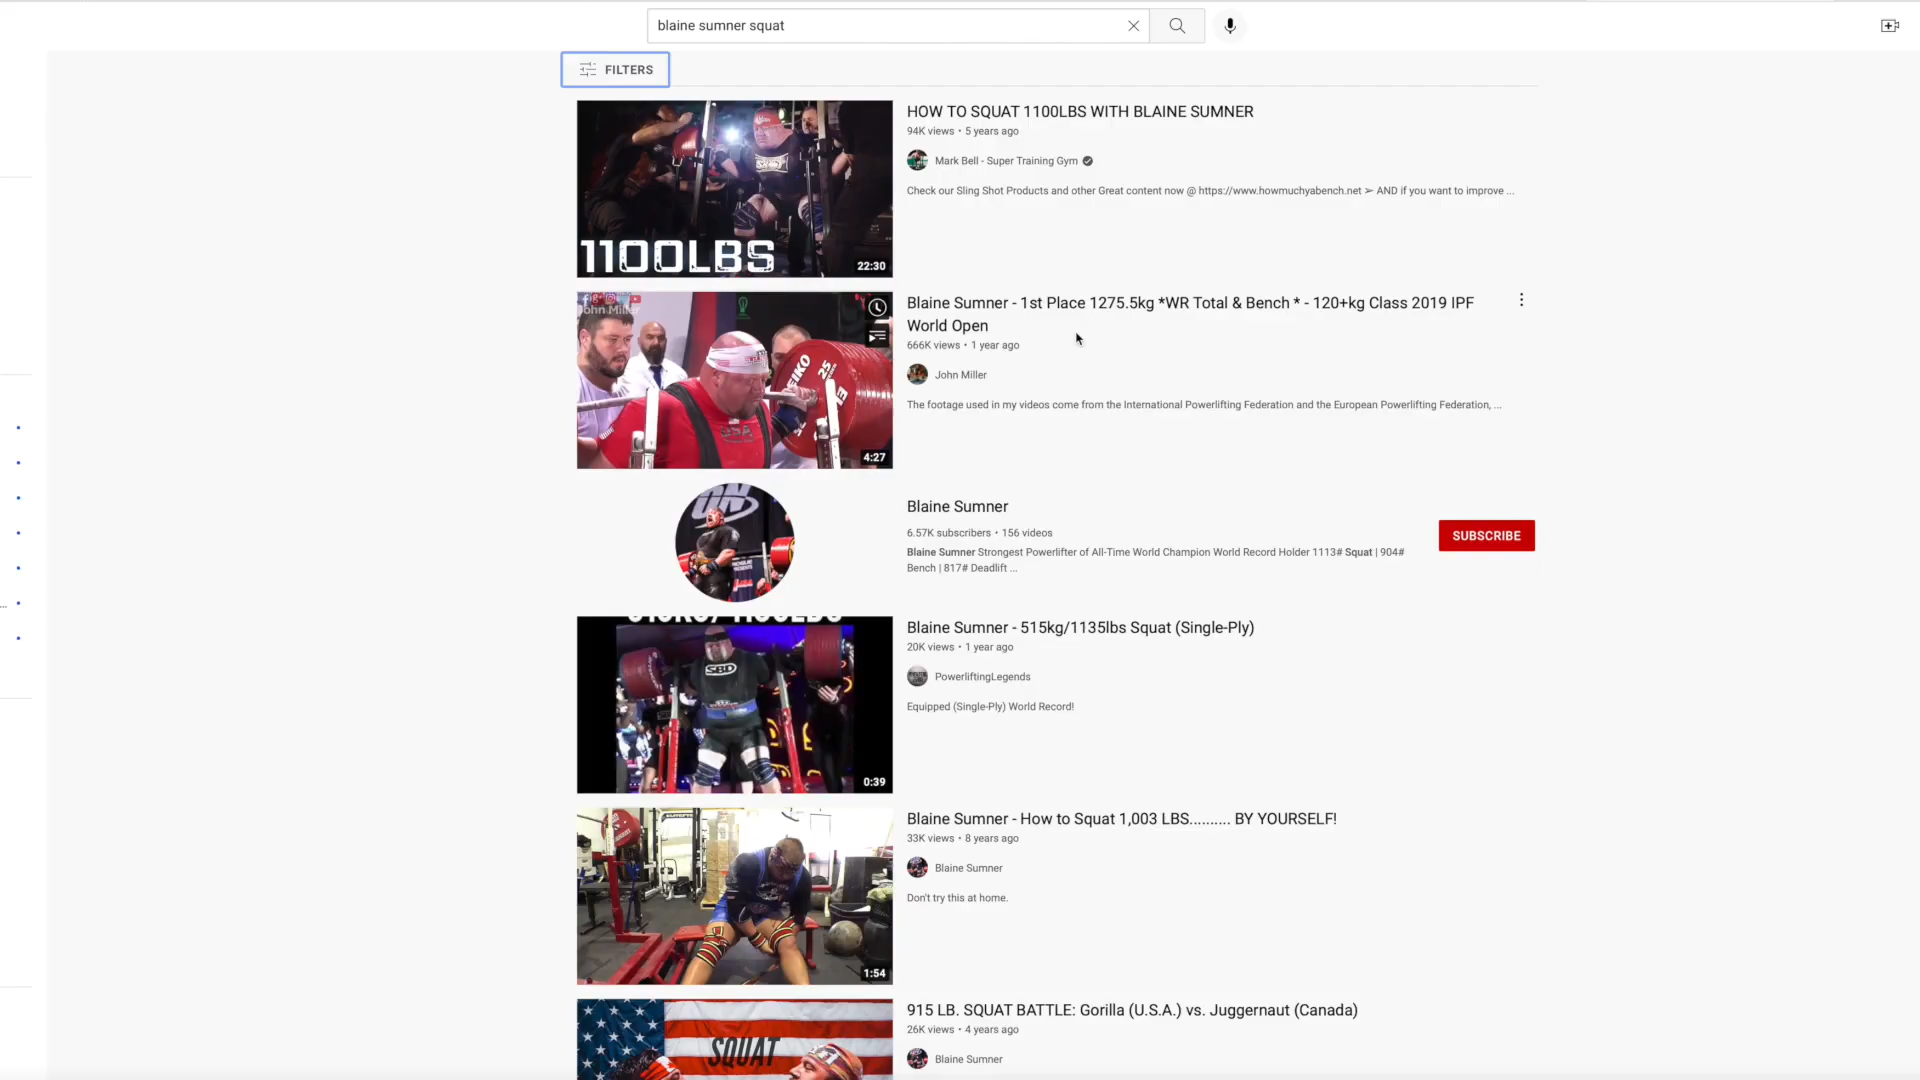 blaine sumner squat
FILTERS
1100LBS
22:30
HOW TO SQUAT 1100LBS WITH BLAINE SUMNER
94K views • 5 years ago
Mark Bell - Super Training Gym
Check our Sling Shot Products and other Great content now @ https://www.howmuchyabench.net ➢ AND if you want to improve ...
John Miller
EIKO
25
USA
4:27
Blaine Sumner - 1st Place 1275.5kg *WR Total & Bench * - 120+kg Class 2019 IPF
World Open
666K views • 1 year ago
John Miller
The footage used in my videos come from the International Powerlifting Federation and the European Powerlifting Federation, ...
ON
Blaine Sumner
6.57K subscribers • 156 videos
Blaine Sumner Strongest Powerlifter of All-Time World Champion World Record Holder 1113# Squat | 904#
Bench | 817# Deadlift ...
SUBSCRIBE
SBD
0:39
Blaine Sumner - 515kg/1135lbs Squat (Single-Ply)
20K views • 1 year ago
PowerliftingLegends
Equipped (Single-Ply) World Record!
1:54
Blaine Sumner - How to Squat 1,003 LBS.......... BY YOURSELF!
33K views • 8 years ago
Blaine Sumner
Don't try this at home.
SQUAT
915 LB. SQUAT BATTLE: Gorilla (U.S.A.) vs. Juggernaut (Canada)
26K views • 4 years ago
Blaine Sumner